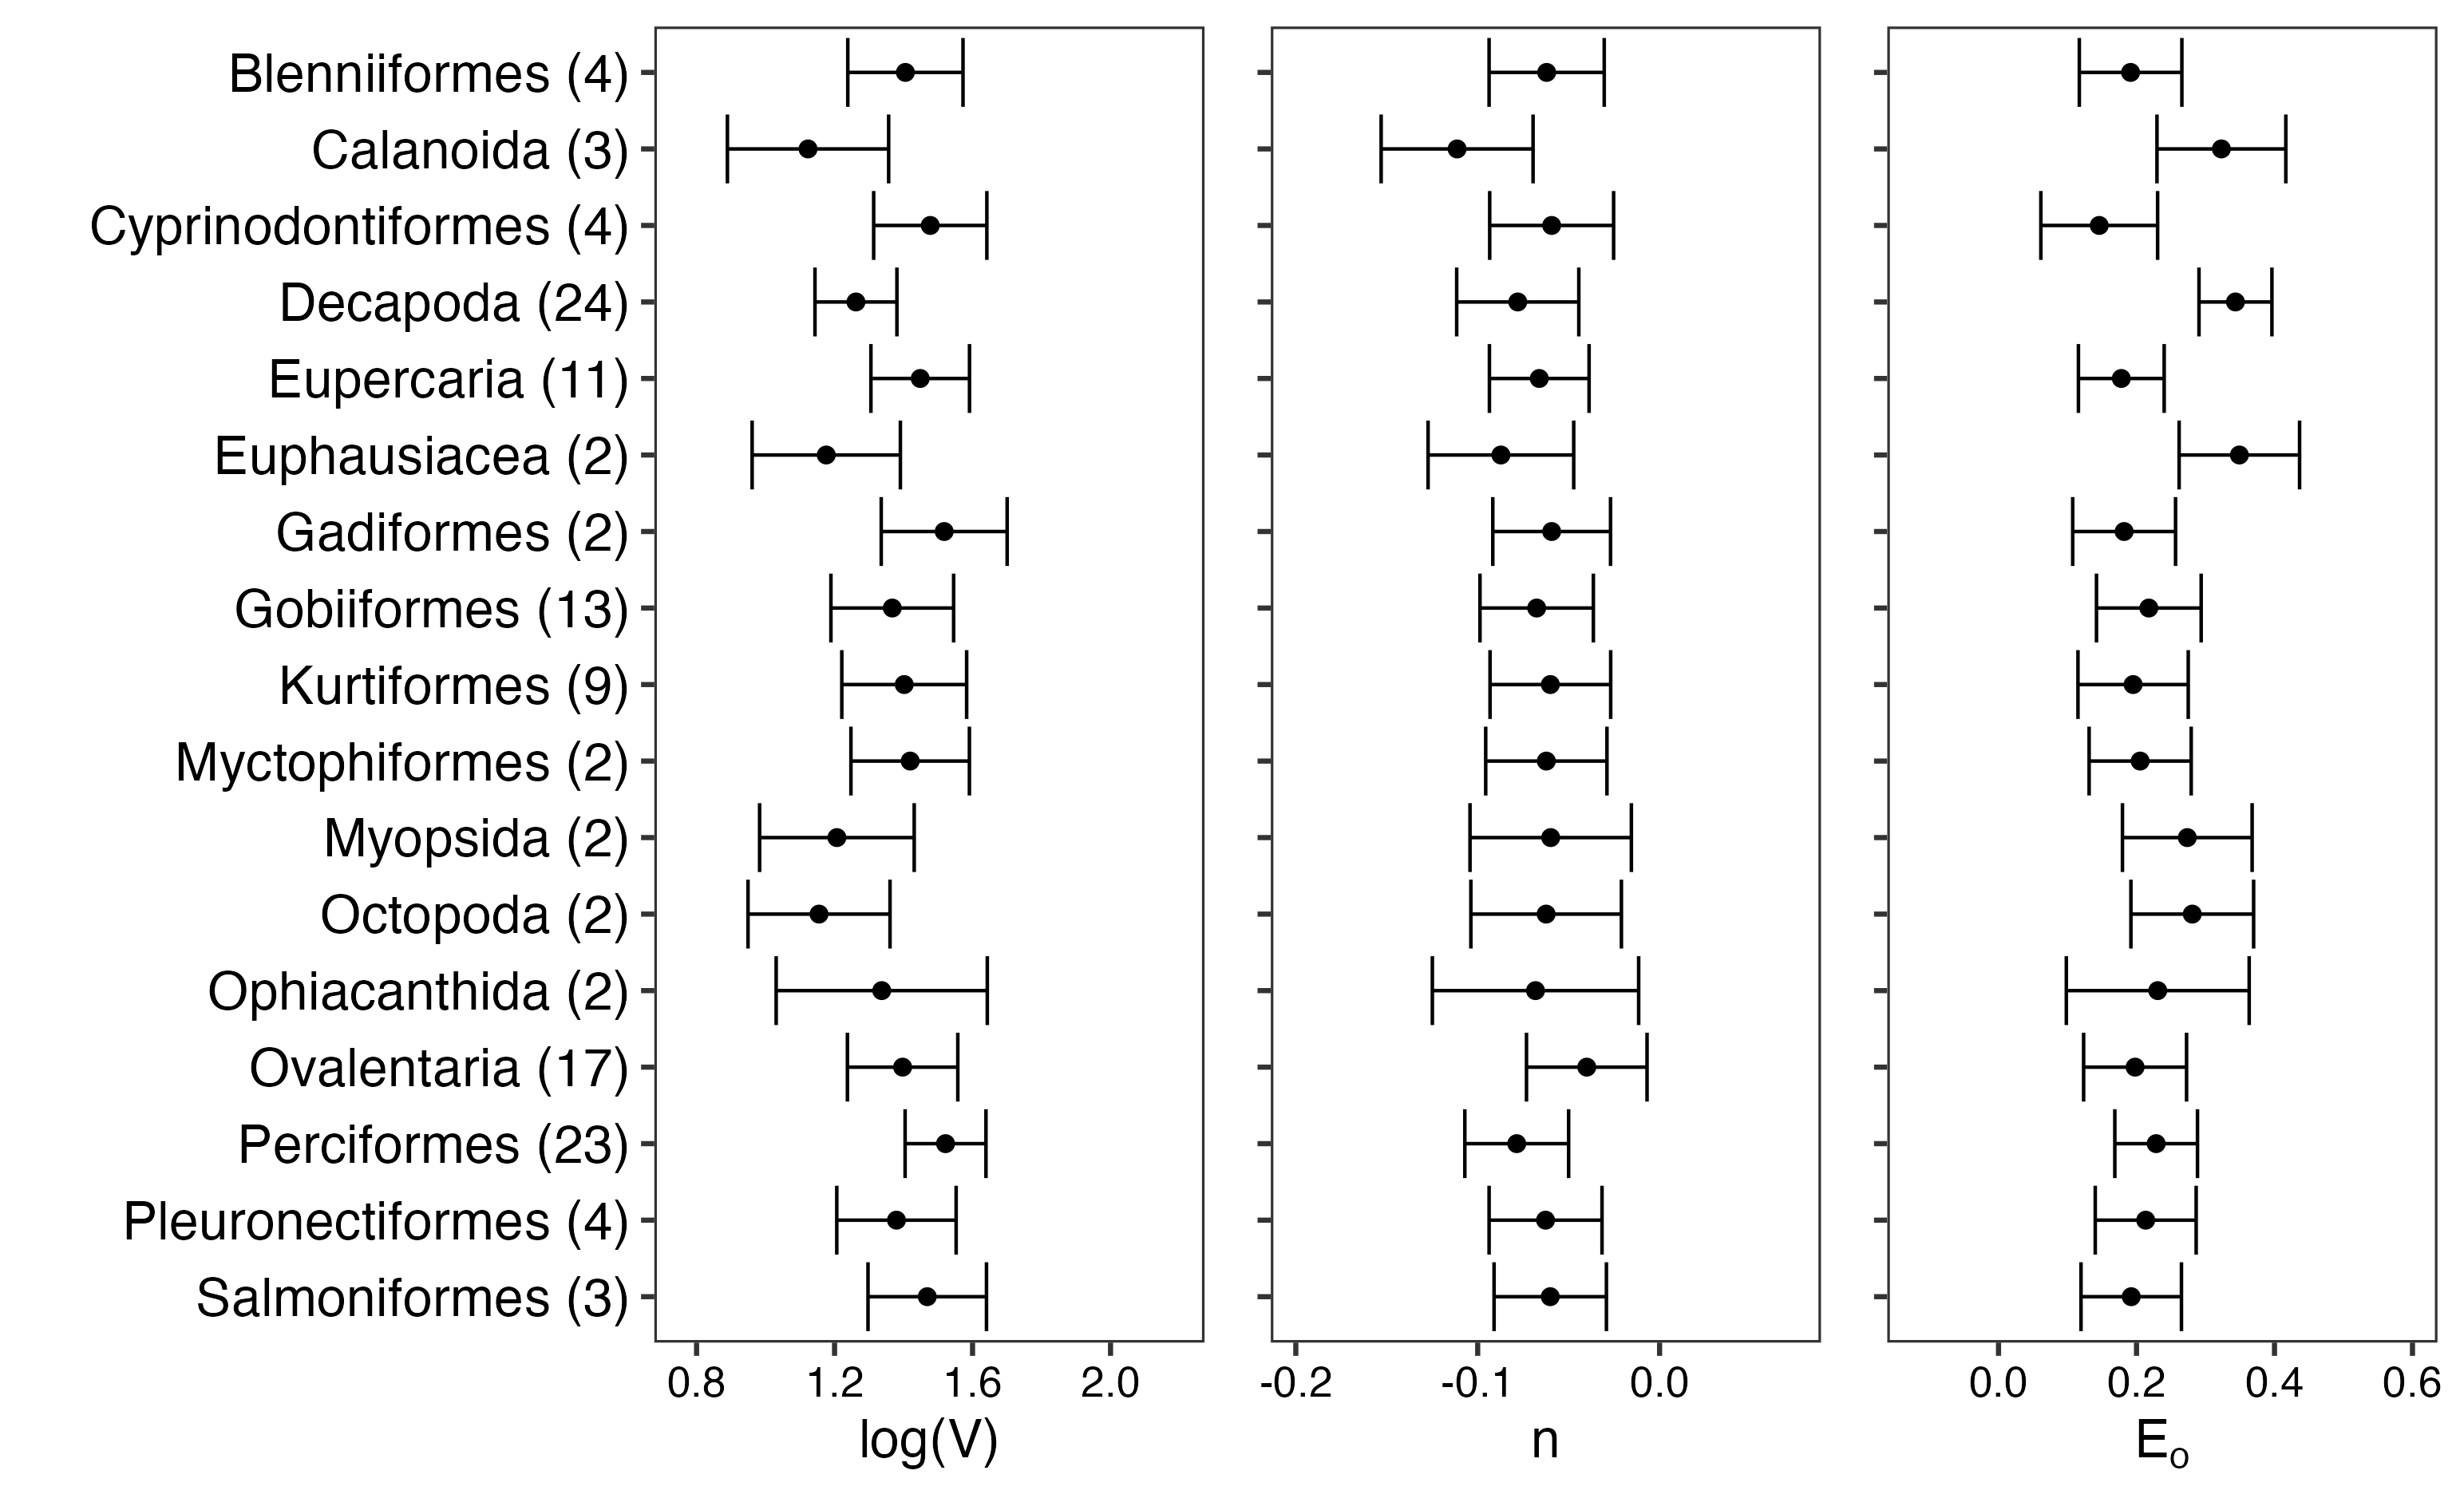 Blenniiformes (4)
Calanoida (3)
Cyprinodontiformes (4)
Decapoda (24)
Eupercaria (11)
Euphausiacea (2)
Gadiformes (2)
Gobiiformes (13)
Kurtiformes (9)
Myctophiformes (2)
Myopsida (2)
Octopoda (2)
Ophiacanthida (2)
Ovalentaria (17)
Perciformes (23)
Pleuronectiformes (4)
Salmoniformes (3)
0.8 1.2 1.6 2.0
log(V)
-0.2 -0.1 0.0
n
0.0 0.2 0.4 0.6
Eo